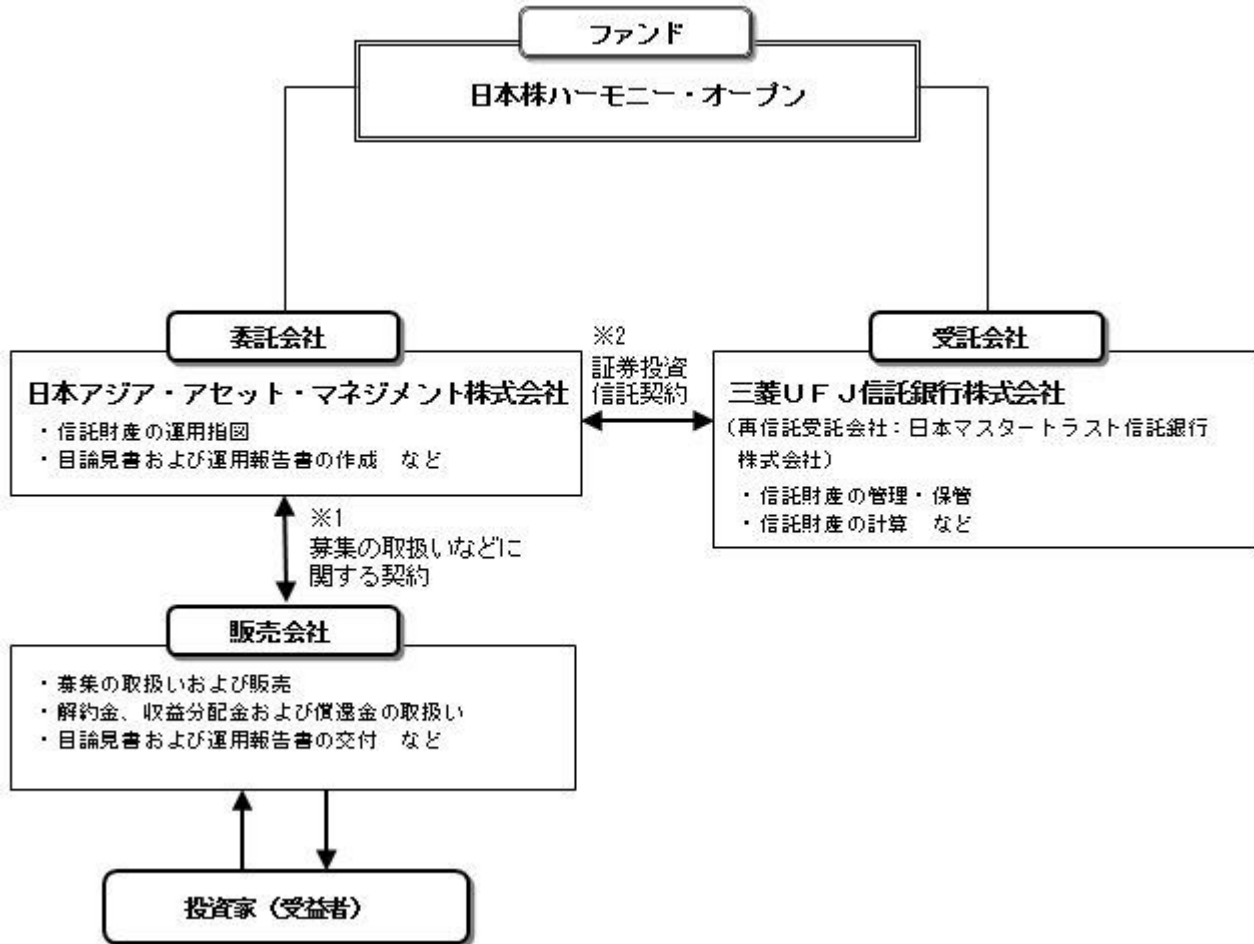 ファンド
日本株ハーモニー・オープン
委託会社
日本アジア・アセット・マネジメント株式会社
・信託財産の運用指図
・目論見書および運用報告書の作成　など
※2
証券投資
信託契約
受託会社
三菱ＵＦＪ信託銀行株式会社
（再信託受託会社：日本マスタートラスト信託銀行
株式会社）
・信託財産の管理・保管
・信託財産の計算　など
※1
募集の取扱いなどに
関する契約
販売会社
・募集の取扱いおよび販売
・解約金、収益分配金および償還金の取扱い
・目論見書および運用報告書の交付　など
投資家（受益者）